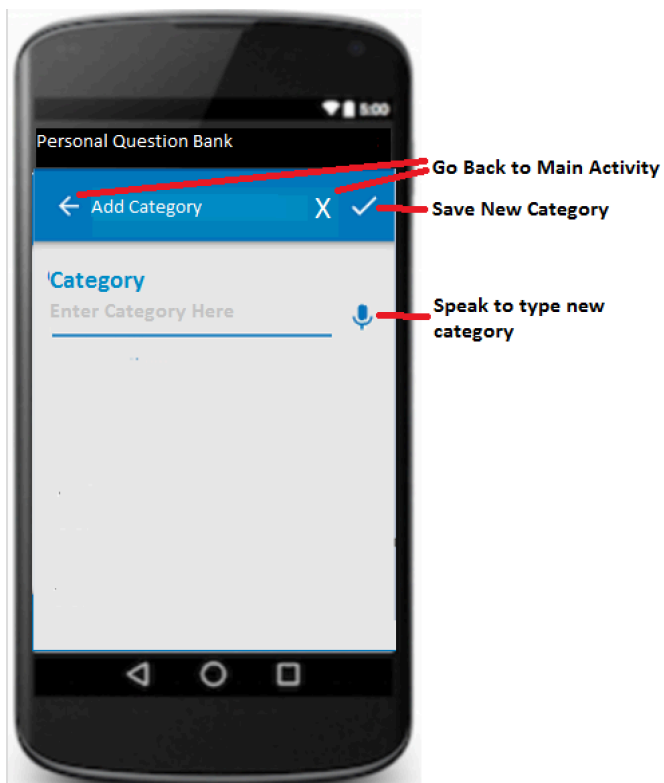 5:00
Personal Question Bank
Go Back to Main Activity
Add Category X
Save New Category
Category
Enter Category Here
Speak to type new
category